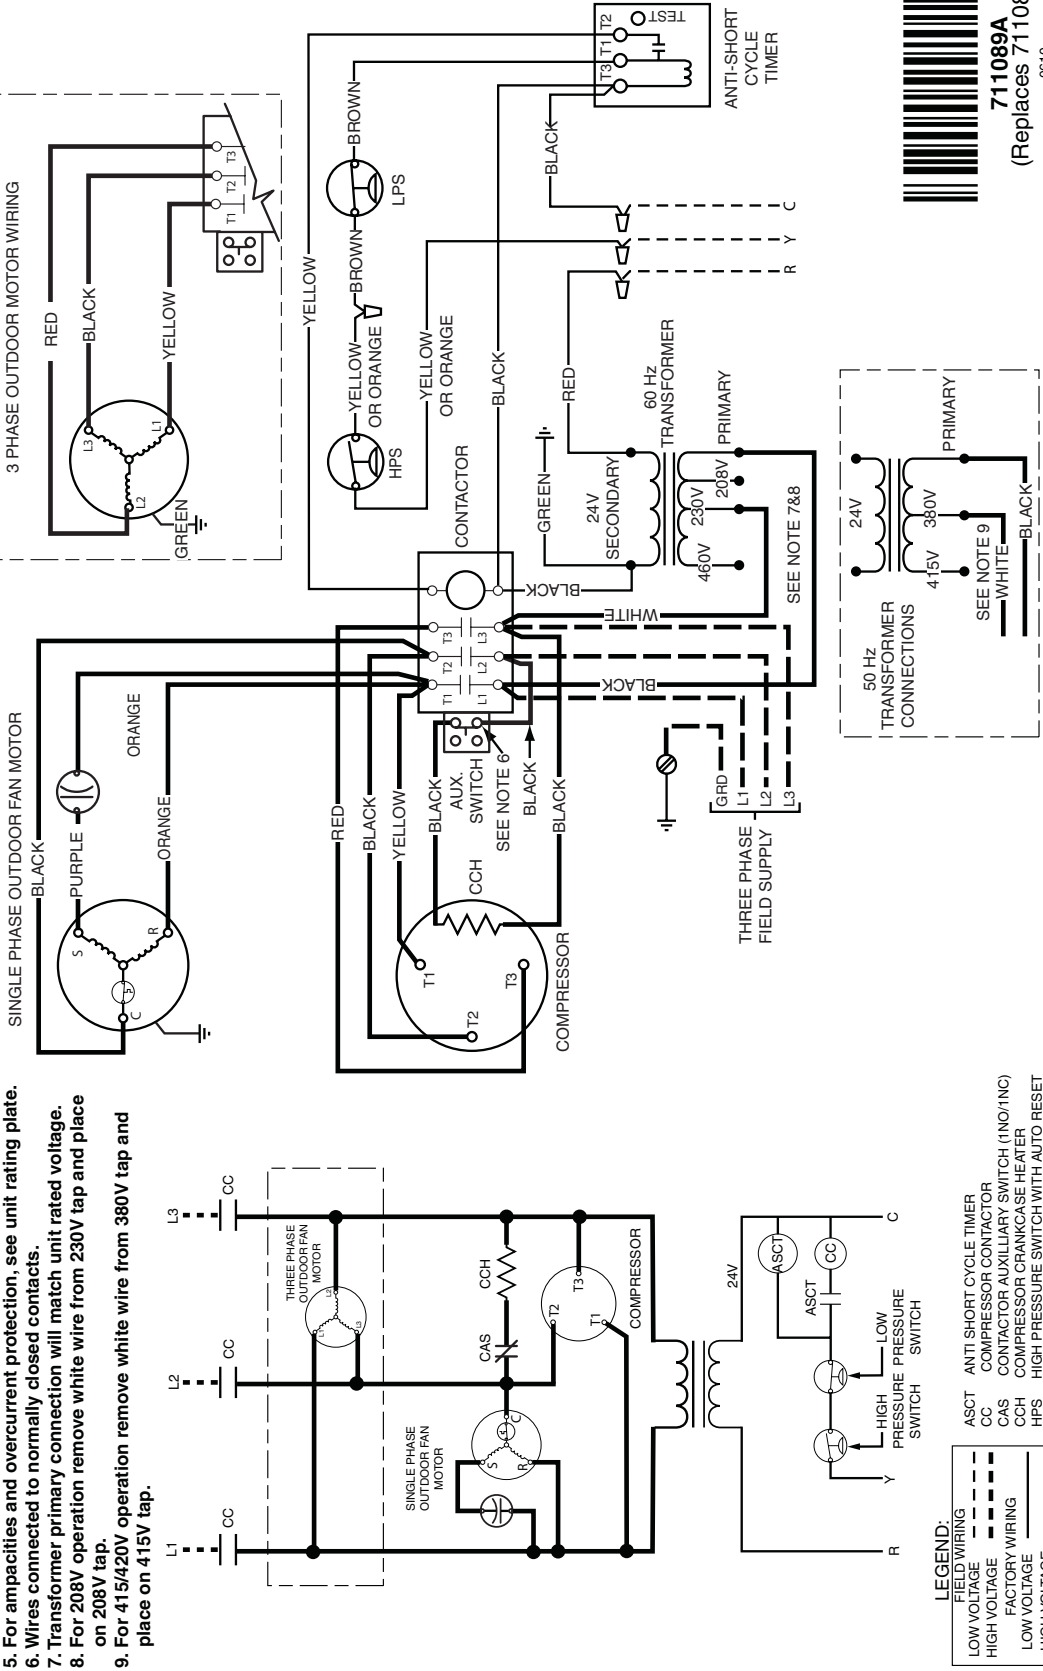 5. For ampacities and overcurrent protection, see unit rating plate.
6. Wires connected to normally closed contacts.
7. Transformer primary connection will match unit rated voltage.
8. For 208V operation remove white wire from 230V tap and place
on 208V tap.
9. For 415/420V operation remove white wire from 380V tap and
place on 415V tap.
L1
L2
L3
CC
CC
CC
THREE PHASE
OUTDOOR FAN
MOTOR
L1
L2
L3
SINGLE PHASE
OUTDOOR FAN
MOTOR
S
R
C
CAS
CCH
T2
T3
T1
COMPRESSOR
24V
ASCT
ASCT
CC
HIGH
PRESSURE
SWITCH
LOW
PRESSURE
SWITCH
R
Y
C
LEGEND:
FIELD WIRING
LOW VOLTAGE
HIGH VOLTAGE
FACTORY WIRING
LOW VOLTAGE
ASCT ANTI SHORT CYCLE TIMER
CC COMPRESSOR CONTACTOR
CAS CONTACTOR AUXILLIARY SWITCH (1NO/1NC)
CCH COMPRESSOR CRANKCASE HEATER
HPS HIGH PRESSURE SWITCH WITH AUTO RESET
SINGLE PHASE OUTDOOR FAN MOTOR
BLACK
PURPLE
ORANGE
ORANGE
S
R
C
3 PHASE OUTDOOR MOTOR WIRING
RED
BLACK
YELLOW
GREEN
L3
L1
L2
T1
T2
T3
RED
BLACK
YELLOW
BLACK
AUX.
SWITCH
SEE NOTE 6
BLACK
BLACK
CCH
T1
T2
T3
COMPRESSOR
CONTACTOR
T1
T2
T3
L1
L2
L3
BLACK
WHITE
BLACK
THREE PHASE
FIELD SUPPLY
GRD
L1
L2
L3
YELLOW
HPS
YELLOW
OR ORANGE
BROWN
LPS
BROWN
YELLOW
OR ORANGE
BLACK
BLACK
T3
T1
T2
TEST
ANTI-SHORT
CYCLE
TIMER
RED
GREEN
24V
SECONDARY
60 Hz
TRANSFORMER
PRIMARY
460V
230V
208V
SEE NOTE 7&8
R
Y
C
50 Hz
TRANSFORMER
CONNECTIONS
24V
415V
380V
PRIMARY
SEE NOTE 9
WHITE
BLACK
711089A